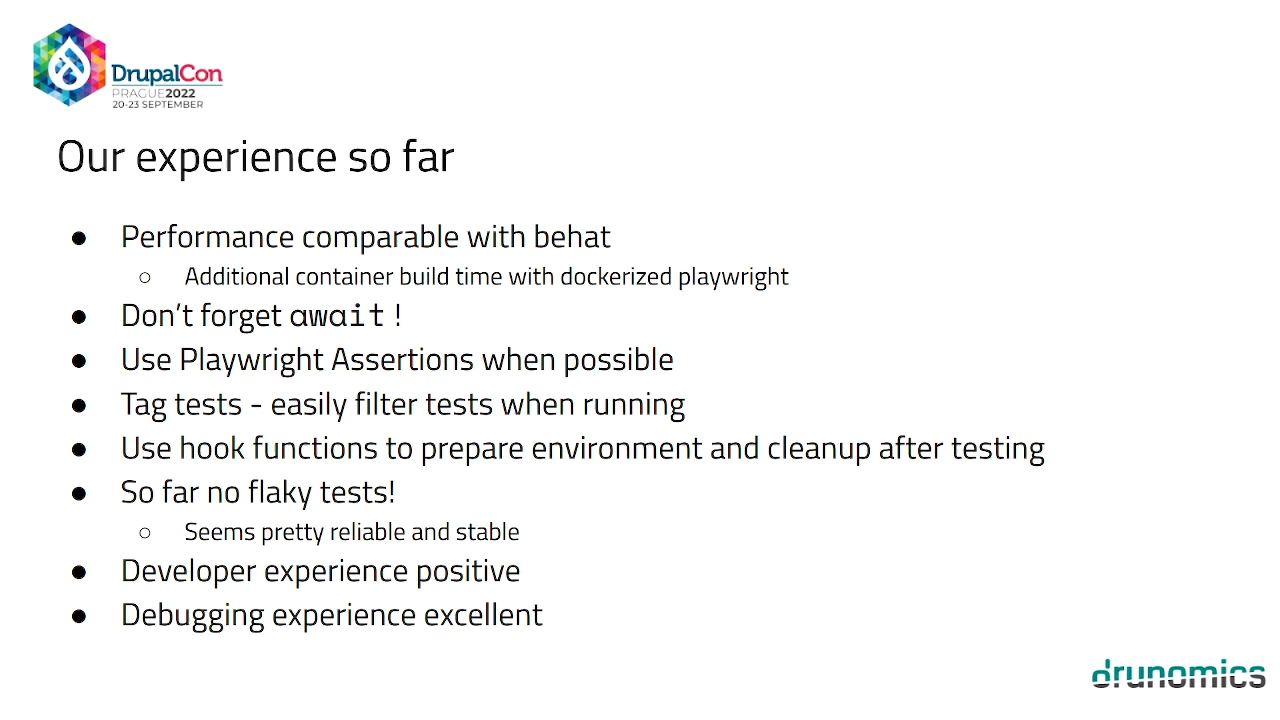 DrupalCon
PRAGUE2022
20-23 SEPTEMBER
Our experience so far
● Performance comparable with behat
○ Additional container build time with dockerized playwright
● Don’t forget await !
● Use Playwright Assertions when possible
● Tag tests - easily filter tests when running
● Use hook functions to prepare environment and cleanup after testing
● So far no flaky tests!
○ Seems pretty reliable and stable
● Developer experience positive
● Debugging experience excellent
drunomics